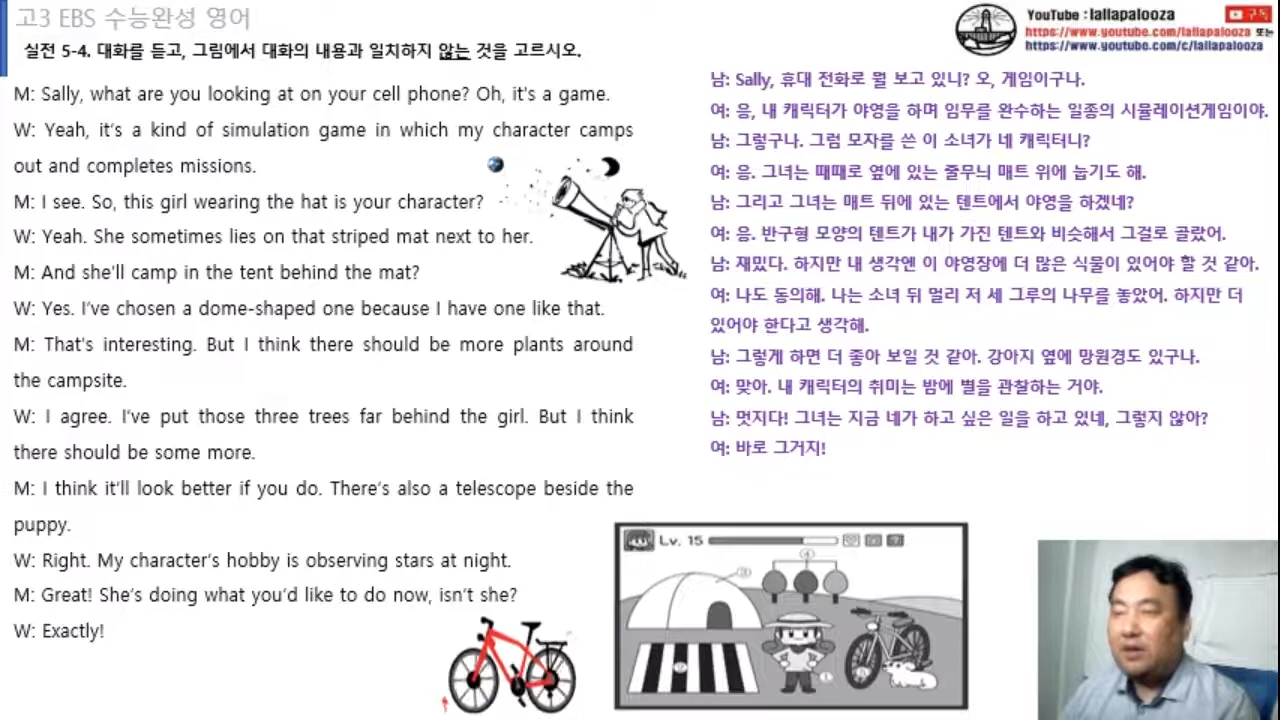 고3 EBS 수능완성 영어
YouTube : lallapalooza
구독
https://www.youtube.com/lallapalooza 또는
https://www.youtube.com/c/lallapalooza
실전 5-4. 대화를 듣고, 그림에서 대화의 내용과 일치하지 않는 것을 고르시오.
M: Sally, what are you looking at on your cell phone? Oh, it's a game.
W: Yeah, it's a kind of simulation game in which my character camps
out and completes missions.
M: I see. So, this girl wearing the hat is your character?
W: Yeah. She sometimes lies on that striped mat next to her.
M: And she'll camp in the tent behind the mat?
W: Yes. I've chosen a dome-shaped one because I have one like that.
M: That's interesting. But I think there should be more plants around
the campsite.
W: I agree. I've put those three trees far behind the girl. But I think
there should be some more.
M: I think it'll look better if you do. There's also a telescope beside the
puppy.
W: Right. My character's hobby is observing stars at night.
M: Great! She's doing what you'd like to do now, isn't she?
W: Exactly!
남: Sally, 휴대 전화로 뭘 보고 있니? 오, 게임이구나.
여: 응, 내 캐릭터가 야영을 하며 임무를 완수하는 일종의 시뮬레이션게임이야.
남: 그렇구나. 그럼 모자를 쓴 이 소녀가 네 캐릭터니?
여: 응. 그녀는 때때로 옆에 있는 줄무늬 매트 위에 눕기도 해.
남: 그리고 그녀는 매트 뒤에 있는 텐트에서 야영을 하겠네?
여: 응. 반구형 모양의 텐트가 내가 가진 텐트와 비슷해서 그걸로 골랐어.
남: 재밌다. 하지만 내 생각엔 이 야영장에 더 많은 식물이 있어야 할 것 같아.
여: 나도 동의해. 나는 소녀 뒤 멀리 저 세 그루의 나무를 놓았어. 하지만 더
있어야 한다고 생각해.
남: 그렇게 하면 더 좋아 보일 것 같아. 강아지 옆에 망원경도 있구나.
여: 맞아. 내 캐릭터의 취미는 밤에 별을 관찰하는 거야.
남: 멋지다! 그녀는 지금 네가 하고 싶은 일을 하고 있네, 그렇지 않아?
여: 바로 그거지!
Lv. 15
④
③
②
①
⑤